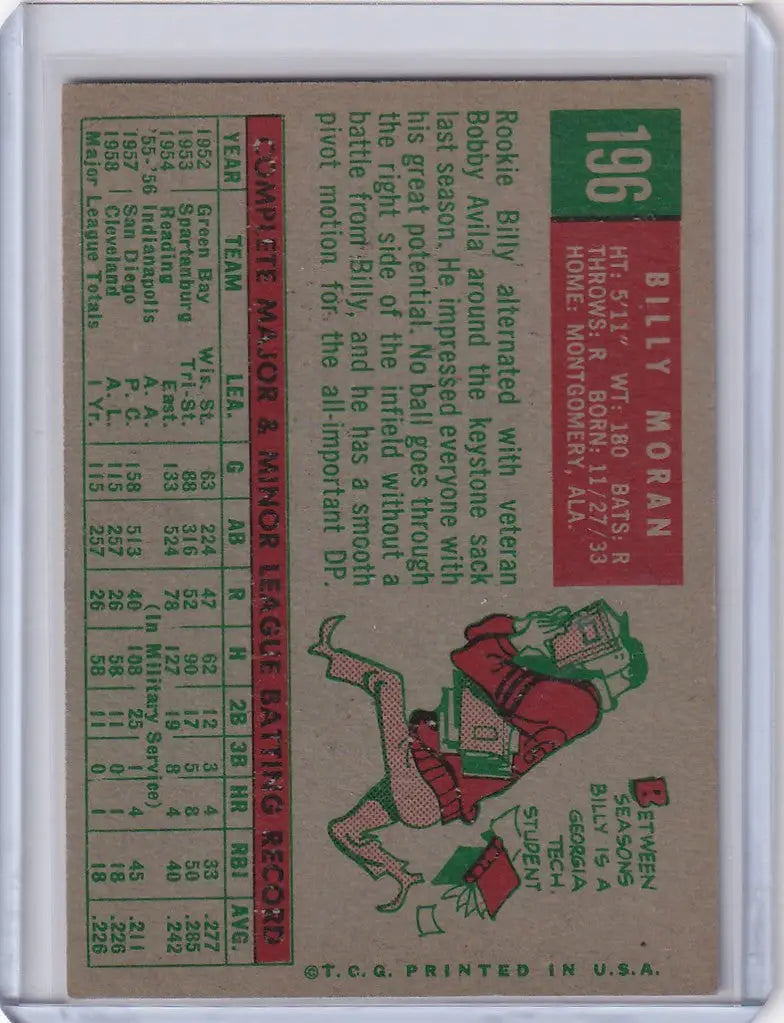 196
BILLY MORAN
HT: 5'11" WT: 180 BATS: R
THROWS: R BORN: 11/27/33
HOME: MONTGOMERY, ALA.
Rookie Billy alternated with veteran
Bobby Avila around the keystone sack
last season. He impressed everyone with
his great potential. No ball goes through
the right side of the infield without a
battle from Billy, and he has a smooth
pivot motion for the all-important DP.
BETWEEN
SEASONS
BILLY IS A
GEORGIA
TECH.
STUDENT
COMPLETE MAJOR & MINOR LEAGUE BATTING RECORD
YEAR TEAM LEA. G AB R H 2B 3B HR RBI AVG.
1952 Green Bay Wis. St. 63 224 47 62 12 3 4 33 .277
1953 Spartanburg Tri-St. 88 316 52 90 17 5 8 50 .285
1954 Reading East. 133 524 78 127 19 8 4 40 .242
'55-'56 Indianapolis A. A. (In Military Service)
1957 San Diego P. C. 158 513 40 108 25 1 4 45 .211
1958 Cleveland A. L. 115 257 26 58 11 0 1 18 .226
Major League Totals 1 Yr. 115 257 26 58 11 0 1 18 .226
©T. C. G. PRINTED IN U.S.A.